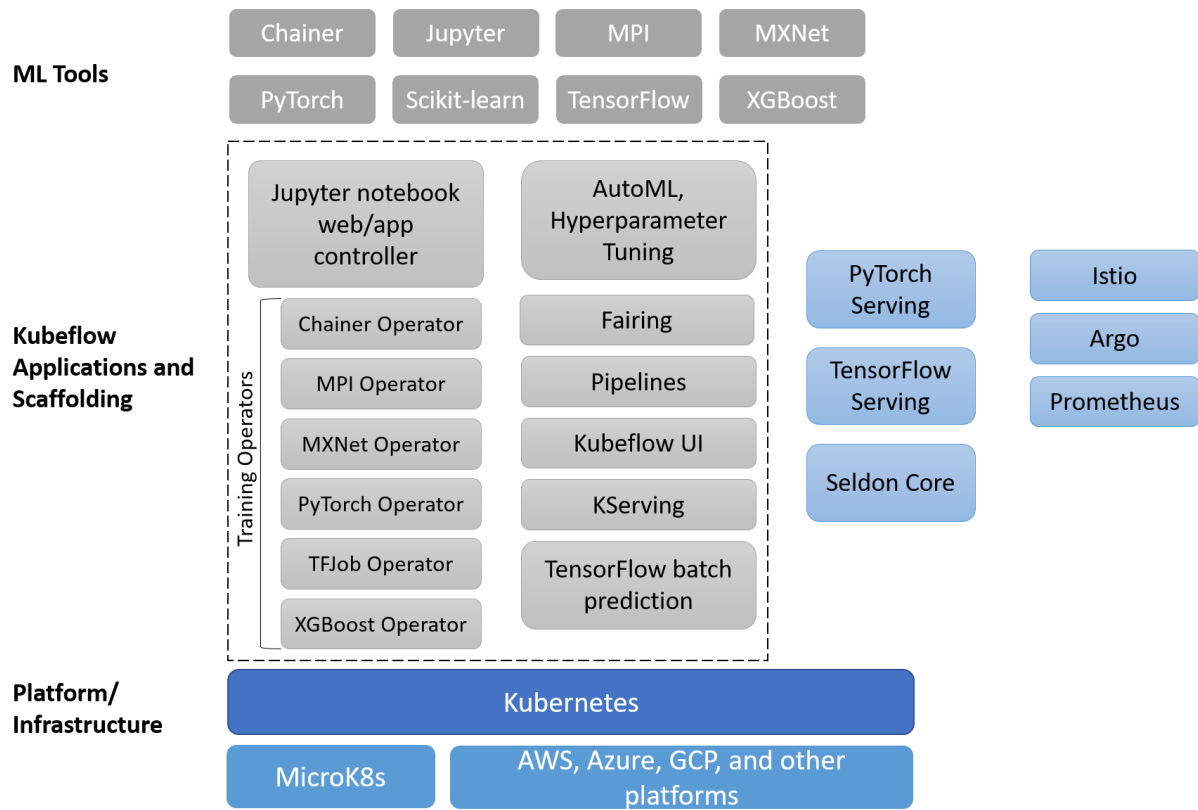 ML Tools
Chainer
Jupyter
MPI
MXNet
PyTorch
Scikit-learn
TensorFlow
XGBoost
Kubeflow
Applications and
Scaffolding
Jupyter notebook
web/app
controller
Training Operators
Chainer Operator
MPI Operator
MXNet Operator
PyTorch Operator
TFJob Operator
XGBoost Operator
AutoML,
Hyperparameter
Tuning
Fairing
Pipelines
Kubeflow UI
KServing
TensorFlow batch
prediction
PyTorch
Serving
TensorFlow
Serving
Seldon Core
Istio
Argo
Prometheus
Platform/
Infrastructure
Kubernetes
MicroK8s
AWS, Azure, GCP, and other
platforms